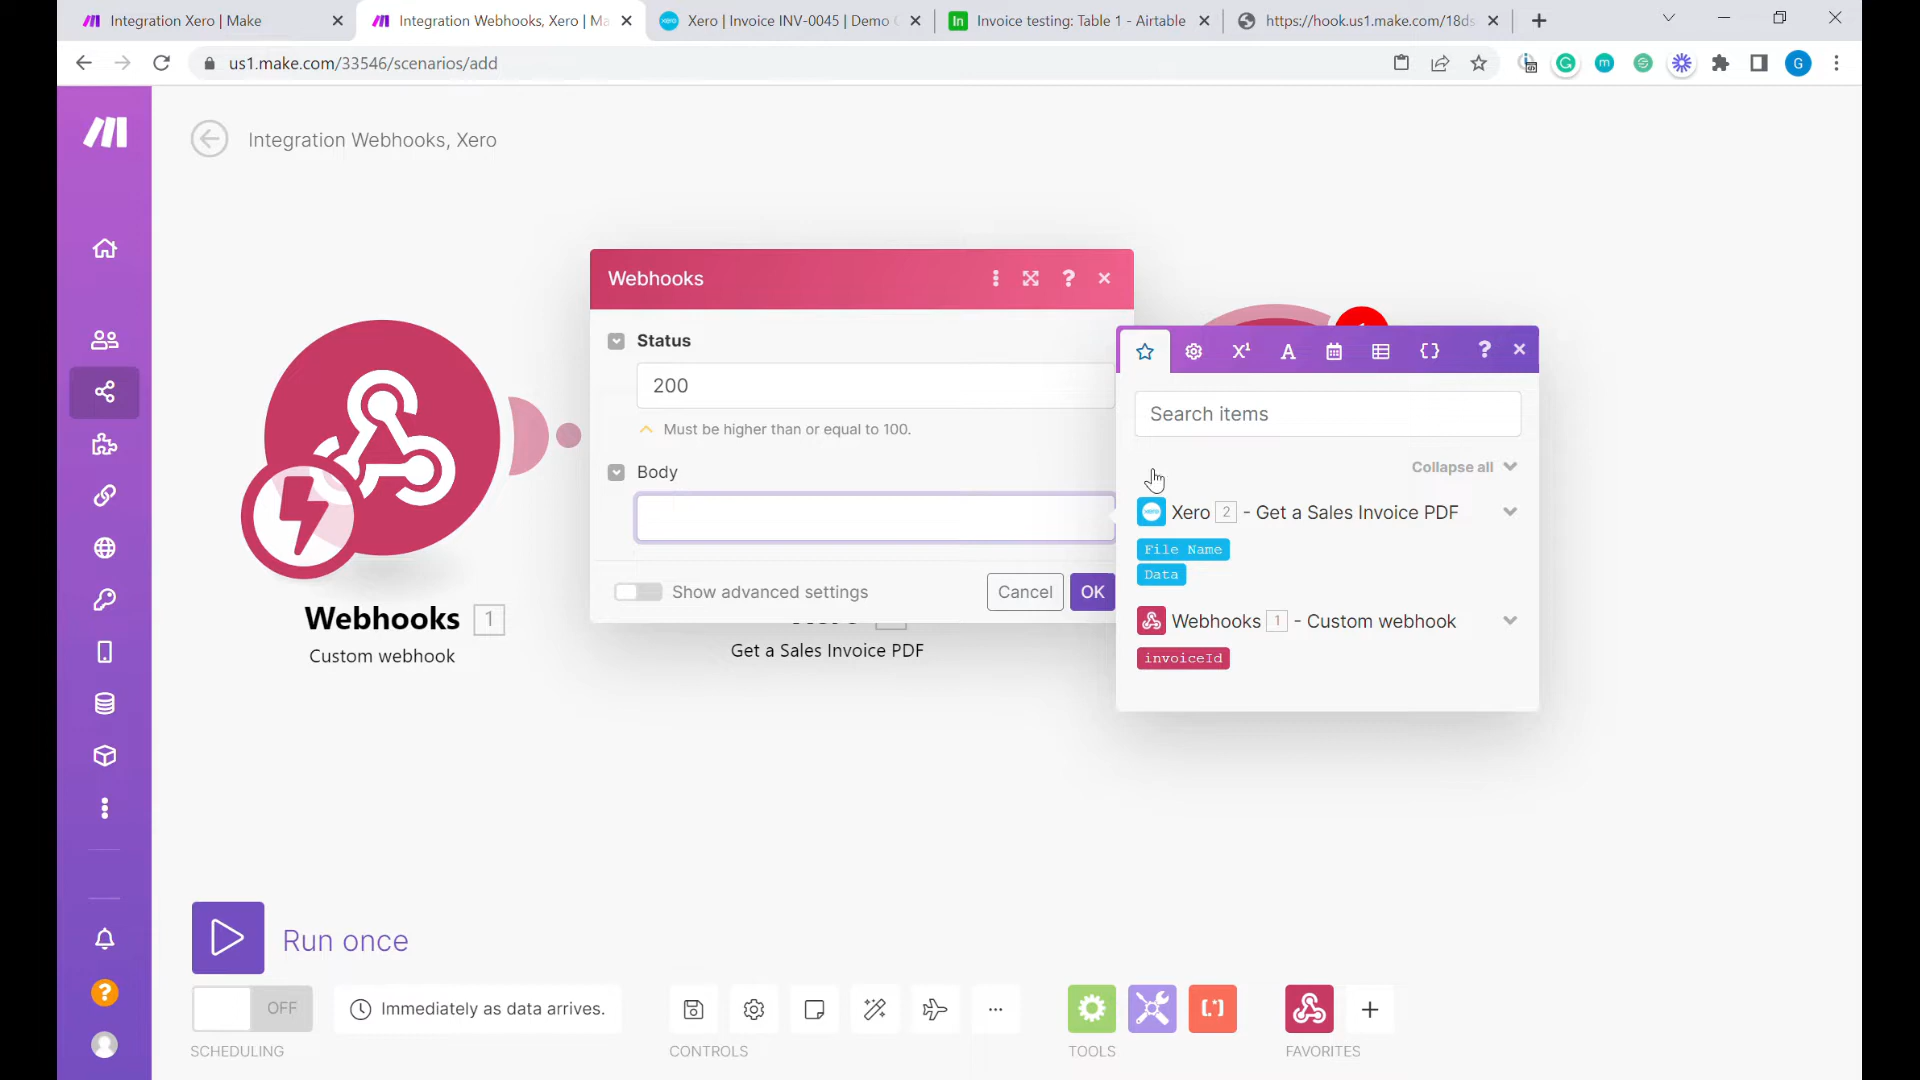 Integration Xero | Make
Integration Webhooks, Xero | Ma
Xero | Invoice INV-0045 | Demo
Invoice testing: Table 1 - Airtable
https://hook.us1.make.com/18ds
us1.make.com/33546/scenarios/add
G
Integration Webhooks, Xero
Webhooks
?
Status
200
Must be higher than or equal to 100.
Body
Show advanced settings
Cancel
OK
?
Search items
Collapse all
Xero 2 - Get a Sales Invoice PDF
File Name
Data
Webhooks 1 - Custom webhook
invoiceId
Webhooks 1
Custom webhook
Get a Sales Invoice PDF
Run once
OFF
Immediately as data arrives.
SCHEDULING
CONTROLS
TOOLS
FAVORITES